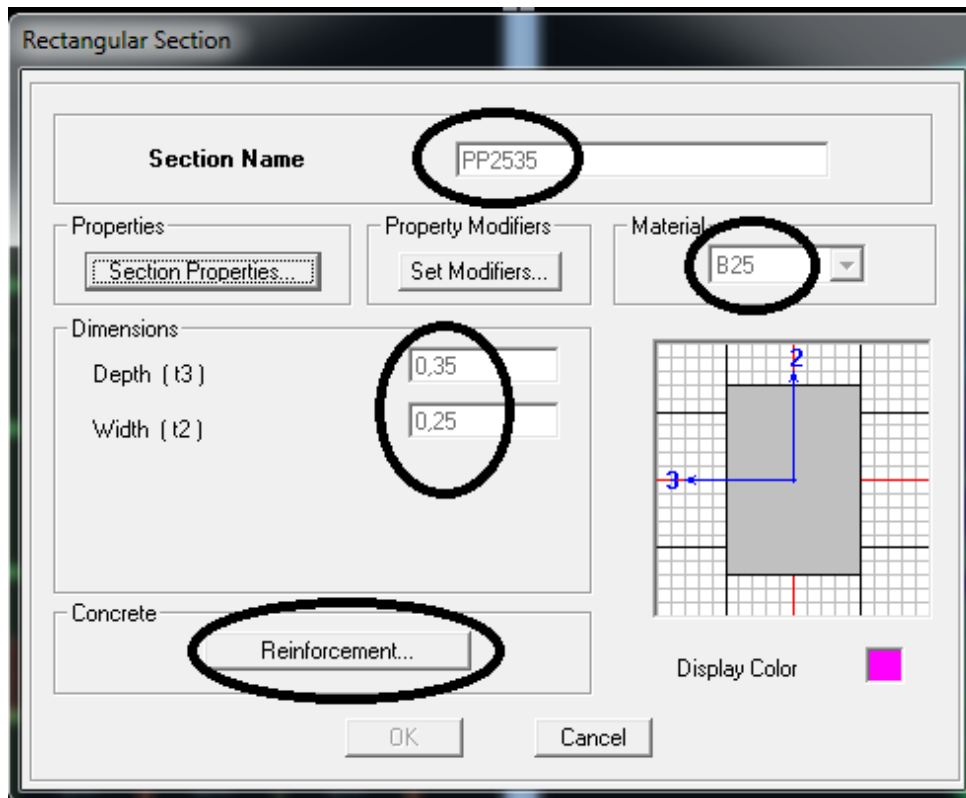 Rectangular Section
Section Name PP2535
Properties Property Modifiers Material
Section Properties... Set Modifiers... B25
Dimensions
Depth ( t3 ) 0,35
Width ( t2 ) 0,25
2
3
Concrete
Reinforcement...
Display Color
OK Cancel